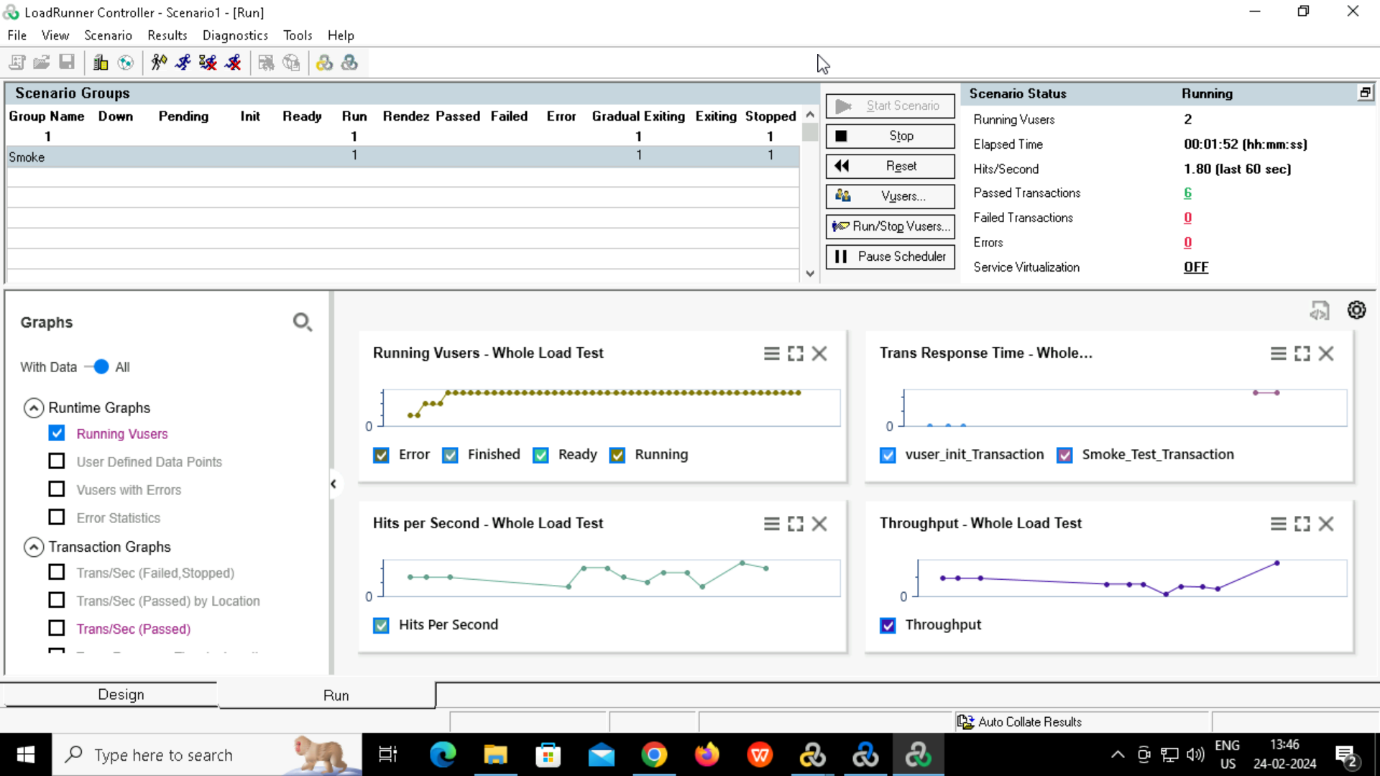 LoadRunner Controller - Scenario1 - [Run]
File View Scenario Results Diagnostics Tools Help
Scenario Groups
Group Name Down Pending Init Ready Run Rendez Passed Failed Error Gradual Exiting Exiting Stopped
1 1 1 1
Smoke 1 1 1
Start Scenario
Stop
Reset
Vusers...
Run/Stop Vusers...
Pause Scheduler
Scenario Status Running
Running Vusers 2
Elapsed Time 00:01:52 (hh:mm:ss)
Hits/Second 1.80 (last 60 sec)
Passed Transactions 6
Failed Transactions 0
Errors 0
Service Virtualization OFF
Graphs
With Data All
Runtime Graphs
Running Vusers
User Defined Data Points
Vusers with Errors
Error Statistics
Transaction Graphs
Trans/Sec (Failed,Stopped)
Trans/Sec (Passed) by Location
Trans/Sec (Passed)
Running Vusers - Whole Load Test
0
Error Finished Ready Running
Trans Response Time - Whole...
0
vuser_init_Transaction Smoke_Test_Transaction
Hits per Second - Whole Load Test
0
Hits Per Second
Throughput - Whole Load Test
0
Throughput
Design Run
Auto Collate Results
Type here to search
ENG
US
13:46
24-02-2024
2